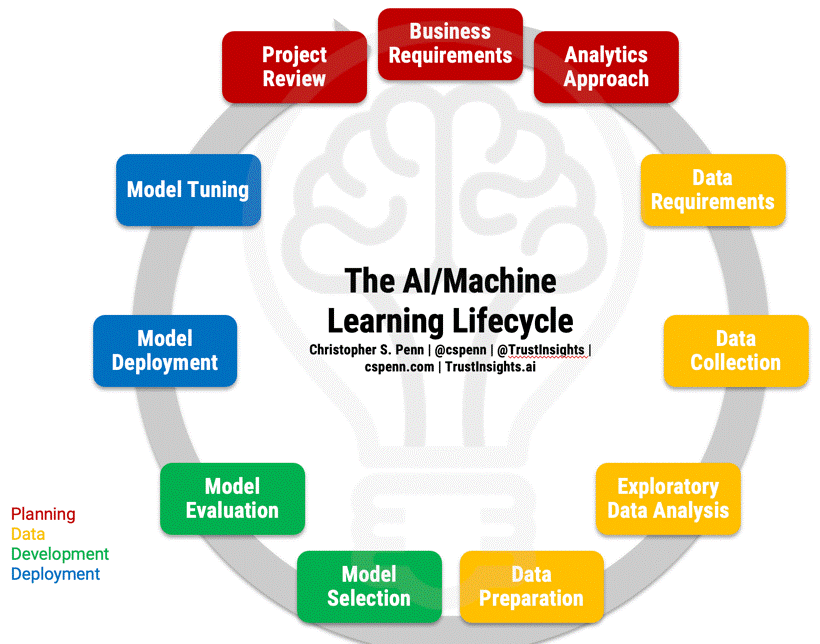 Business
Requirements
Analytics
Approach
Data
Requirements
Data
Collection
Exploratory
Data Analysis
Data
Preparation
Model
Selection
Model
Evaluation
Model
Deployment
Model Tuning
Project
Review
The AI/Machine
Learning Lifecycle
Christopher S. Penn | @cspenn | @TrustInsights |
cspenn.com | TrustInsights.ai
Planning
Data
Development
Deployment